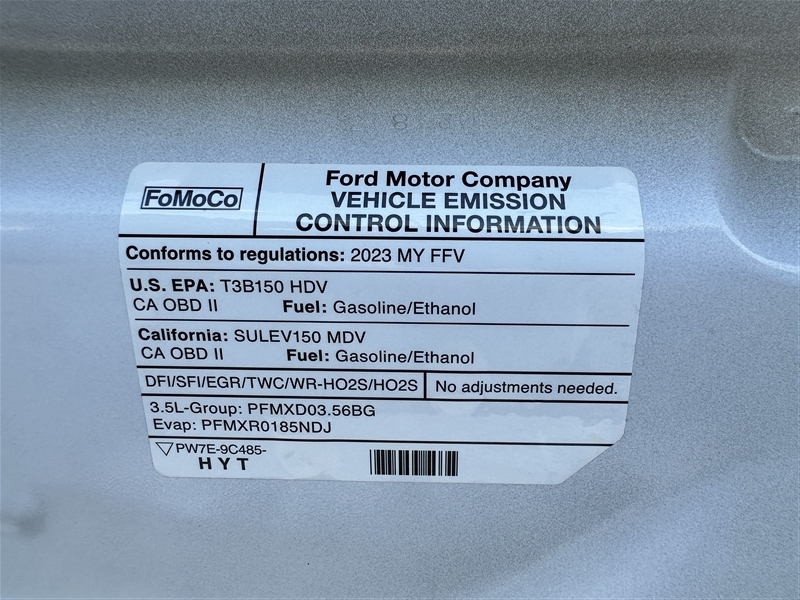 FoMoCo
Ford Motor Company
VEHICLE EMISSION
CONTROL INFORMATION
Conforms to regulations: 2023 MY FFV
U.S. EPA: T3B150 HDV
CA OBD II Fuel: Gasoline/Ethanol
California: SULEV150 MDV
CA OBD II Fuel: Gasoline/Ethanol
DFI/SFI/EGR/TWC/WR-HO2S/HO2S No adjustments needed.
3.5L-Group: PFMXD03.56BG
Evap: PFMXR0185NDJ
PW7E-9C485-
HYT